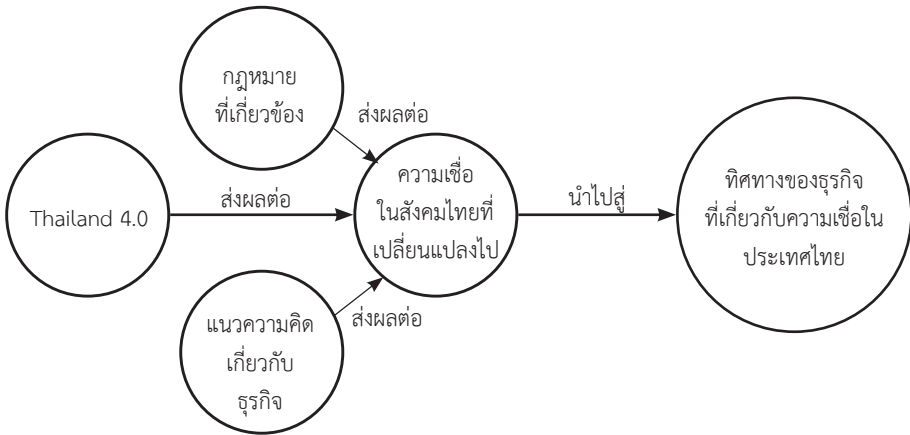 กฎหมาย
ที่เกี่ยวข้อง
ส่งผลต่อ
Thailand 4.0
ส่งผลต่อ
ความเชื่อ
ในสังคมไทยที่
เปลี่ยนแปลงไป
นำไปสู่
ทิศทางของธุรกิจ
ที่เกี่ยวกับความเชื่อใน
ประเทศไทย
แนวความคิด
เกี่ยวกับ
ธุรกิจ
ส่งผลต่อ